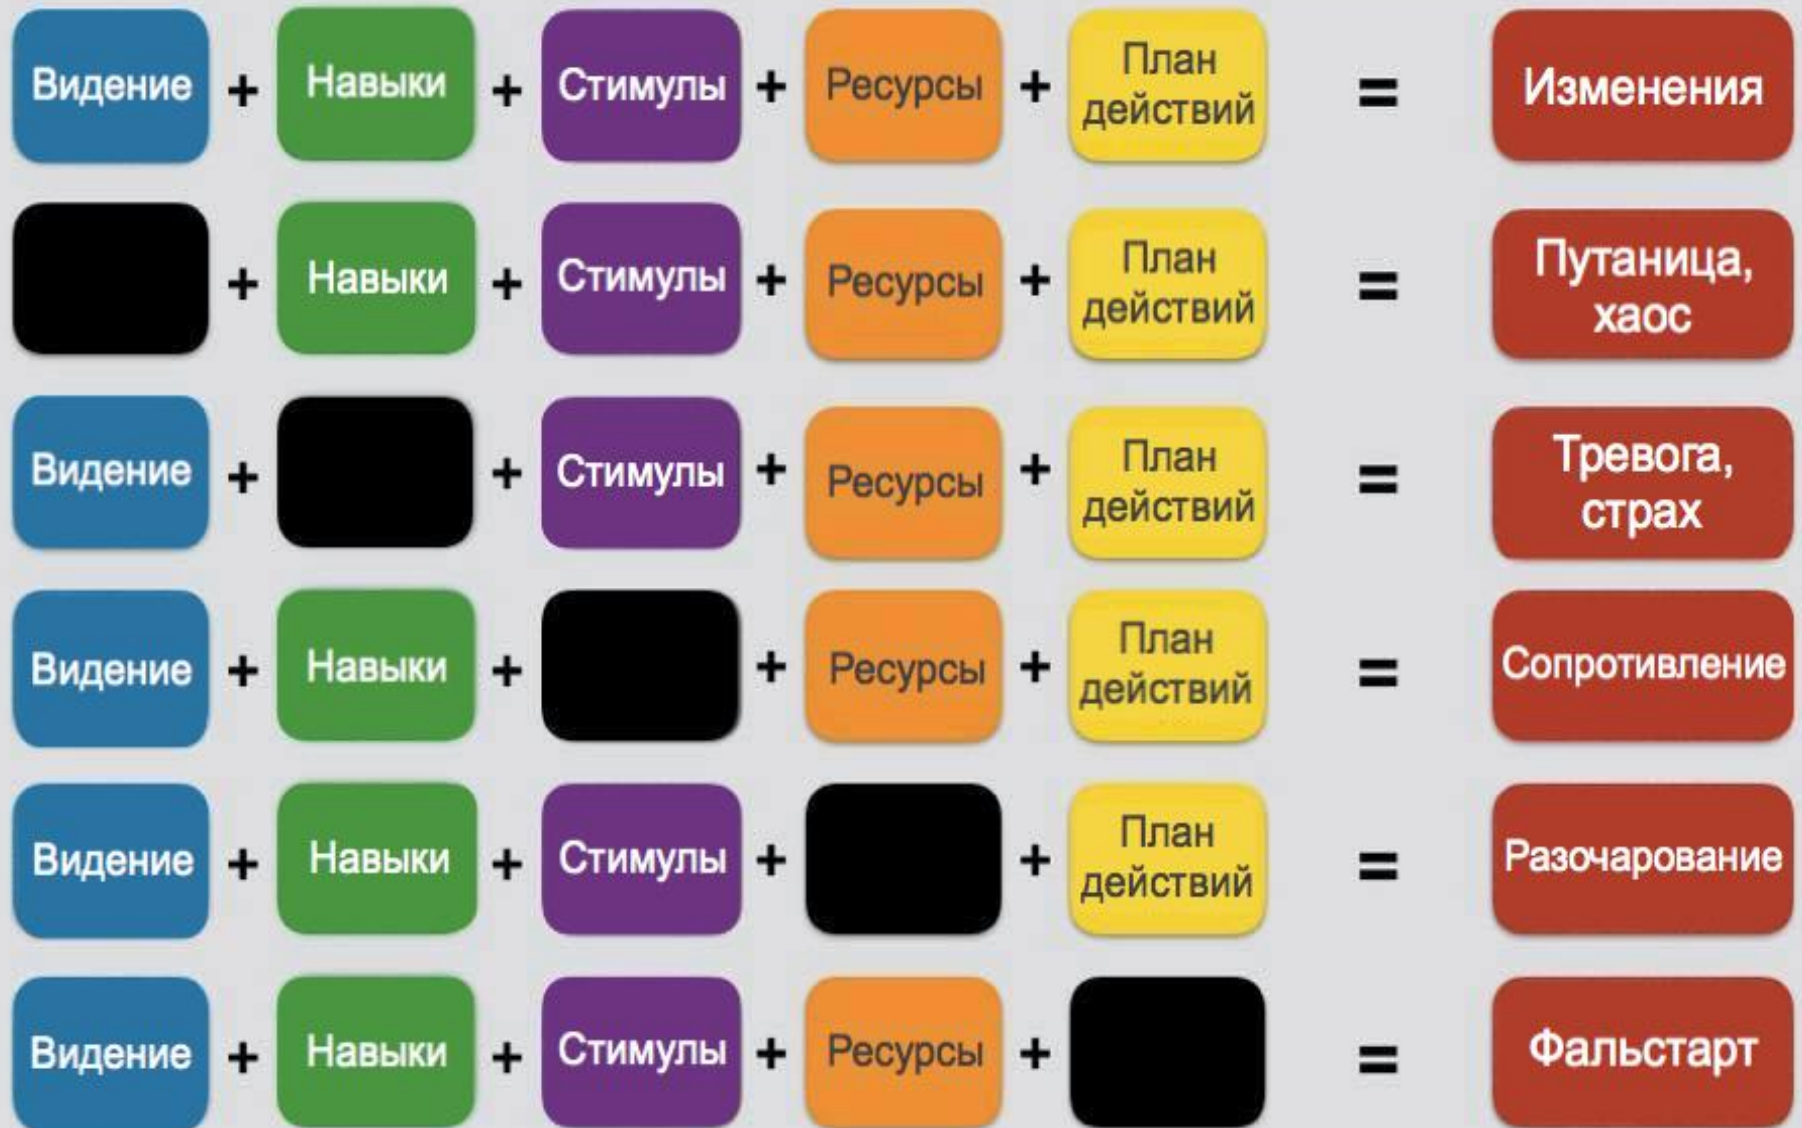 Видение + Навыки + Стимулы + Ресурсы + План действий = Изменения
+ Навыки + Стимулы + Ресурсы + План действий = Путаница, хаос
Видение + + Стимулы + Ресурсы + План действий = Тревога, страх
Видение + Навыки + + Ресурсы + План действий = Сопротивление
Видение + Навыки + Стимулы + + План действий = Разочарование
Видение + Навыки + Стимулы + Ресурсы + = Фальстарт